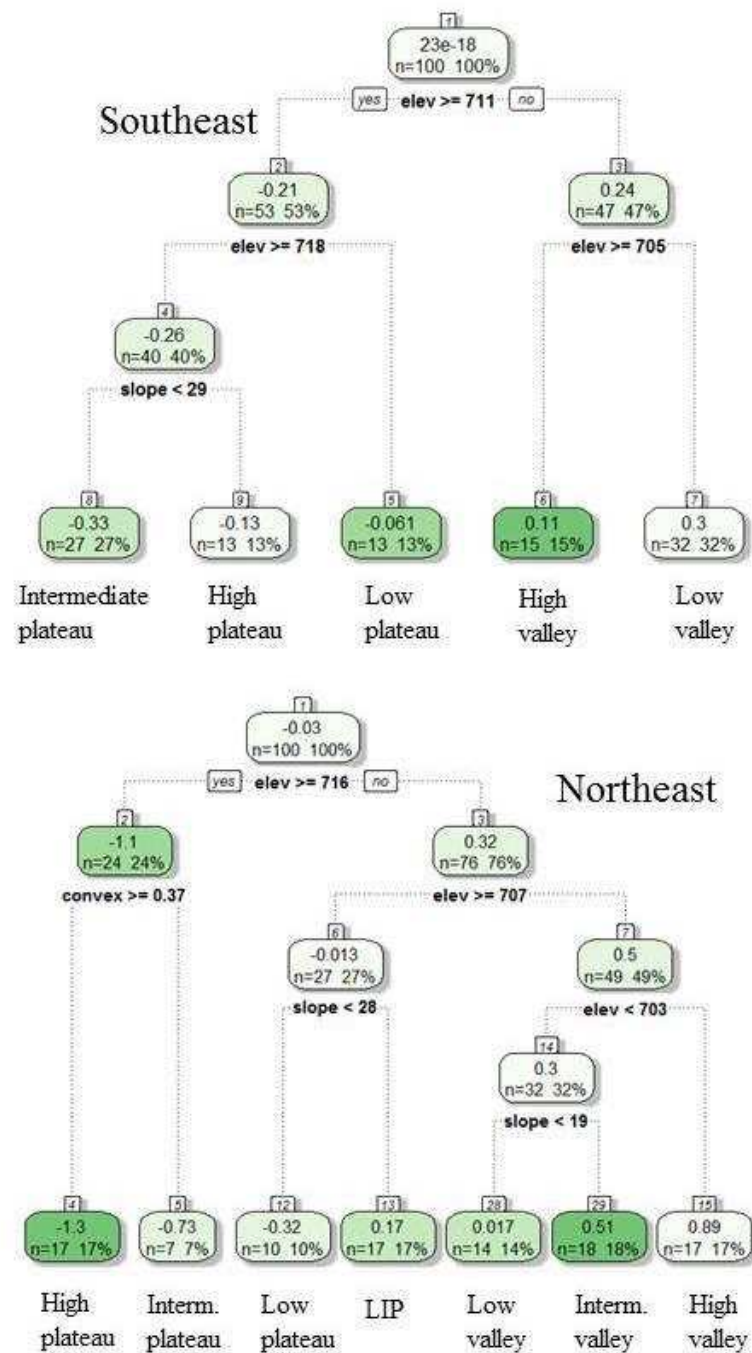 1
23e-18
n=100 100%
yes elev >= 711 no
Southeast
2 3
-0.21 0.24
n=53 53% n=47 47%
elev >= 718 elev >= 705
4
-0.26
n=40 40%
slope < 29
8 9 5 6 7
-0.33 -0.13 -0.061 0.11 0.3
n=27 27% n=13 13% n=13 13% n=15 15% n=32 32%
Intermediate High Low High Low
plateau plateau plateau valley valley
1
-0.03
n=100 100%
yes elev >= 716 no
Northeast
2 3
-1.1 0.32
n=24 24% n=76 76%
convex >= 0.37 elev >= 707
6 7
-0.013 0.5
n=27 27% n=49 49%
slope < 28 elev < 703
14
0.3
n=32 32%
slope < 19
4 5 12 13 28 29 15
-1.3 -0.73 -0.32 0.17 0.017 0.51 0.89
n=17 17% n=7 7% n=10 10% n=17 17% n=14 14% n=18 18% n=17 17%
High Interm. Low LIP Low Interm. High
plateau plateau plateau valley valley valley